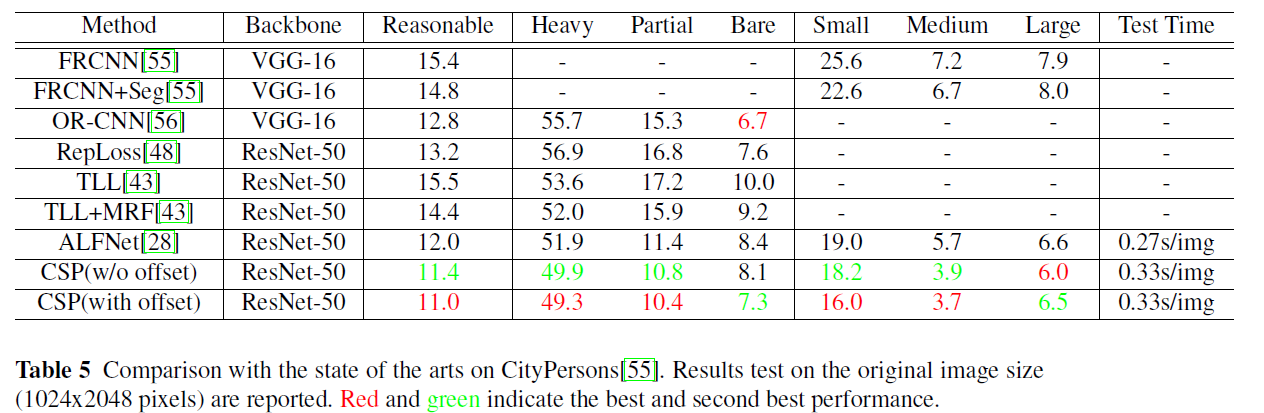 Method Backbone Reasonable Heavy Partial Bare Small Medium Large Test Time
FRCNN[55] VGG-16 15.4 - - - 25.6 7.2 7.9 -
FRCNN+Seg[55] VGG-16 14.8 - - - 22.6 6.7 8.0 -
OR-CNN[56] VGG-16 12.8 55.7 15.3 6.7 - - - -
RepLoss[48] ResNet-50 13.2 56.9 16.8 7.6 - - - -
TLL[43] ResNet-50 15.5 53.6 17.2 10.0 - - - -
TLL+MRF[43] ResNet-50 14.4 52.0 15.9 9.2 - - - -
ALFNet[28] ResNet-50 12.0 51.9 11.4 8.4 19.0 5.7 6.6 0.27s/img
CSP(w/o offset) ResNet-50 11.4 49.9 10.8 8.1 18.2 3.9 6.0 0.33s/img
CSP(with offset) ResNet-50 11.0 49.3 10.4 7.3 16.0 3.7 6.5 0.33s/img
Table 5 Comparison with the state of the arts on CityPersons[55]. Results test on the original image size
(1024x2048 pixels) are reported. Red and green indicate the best and second best performance.